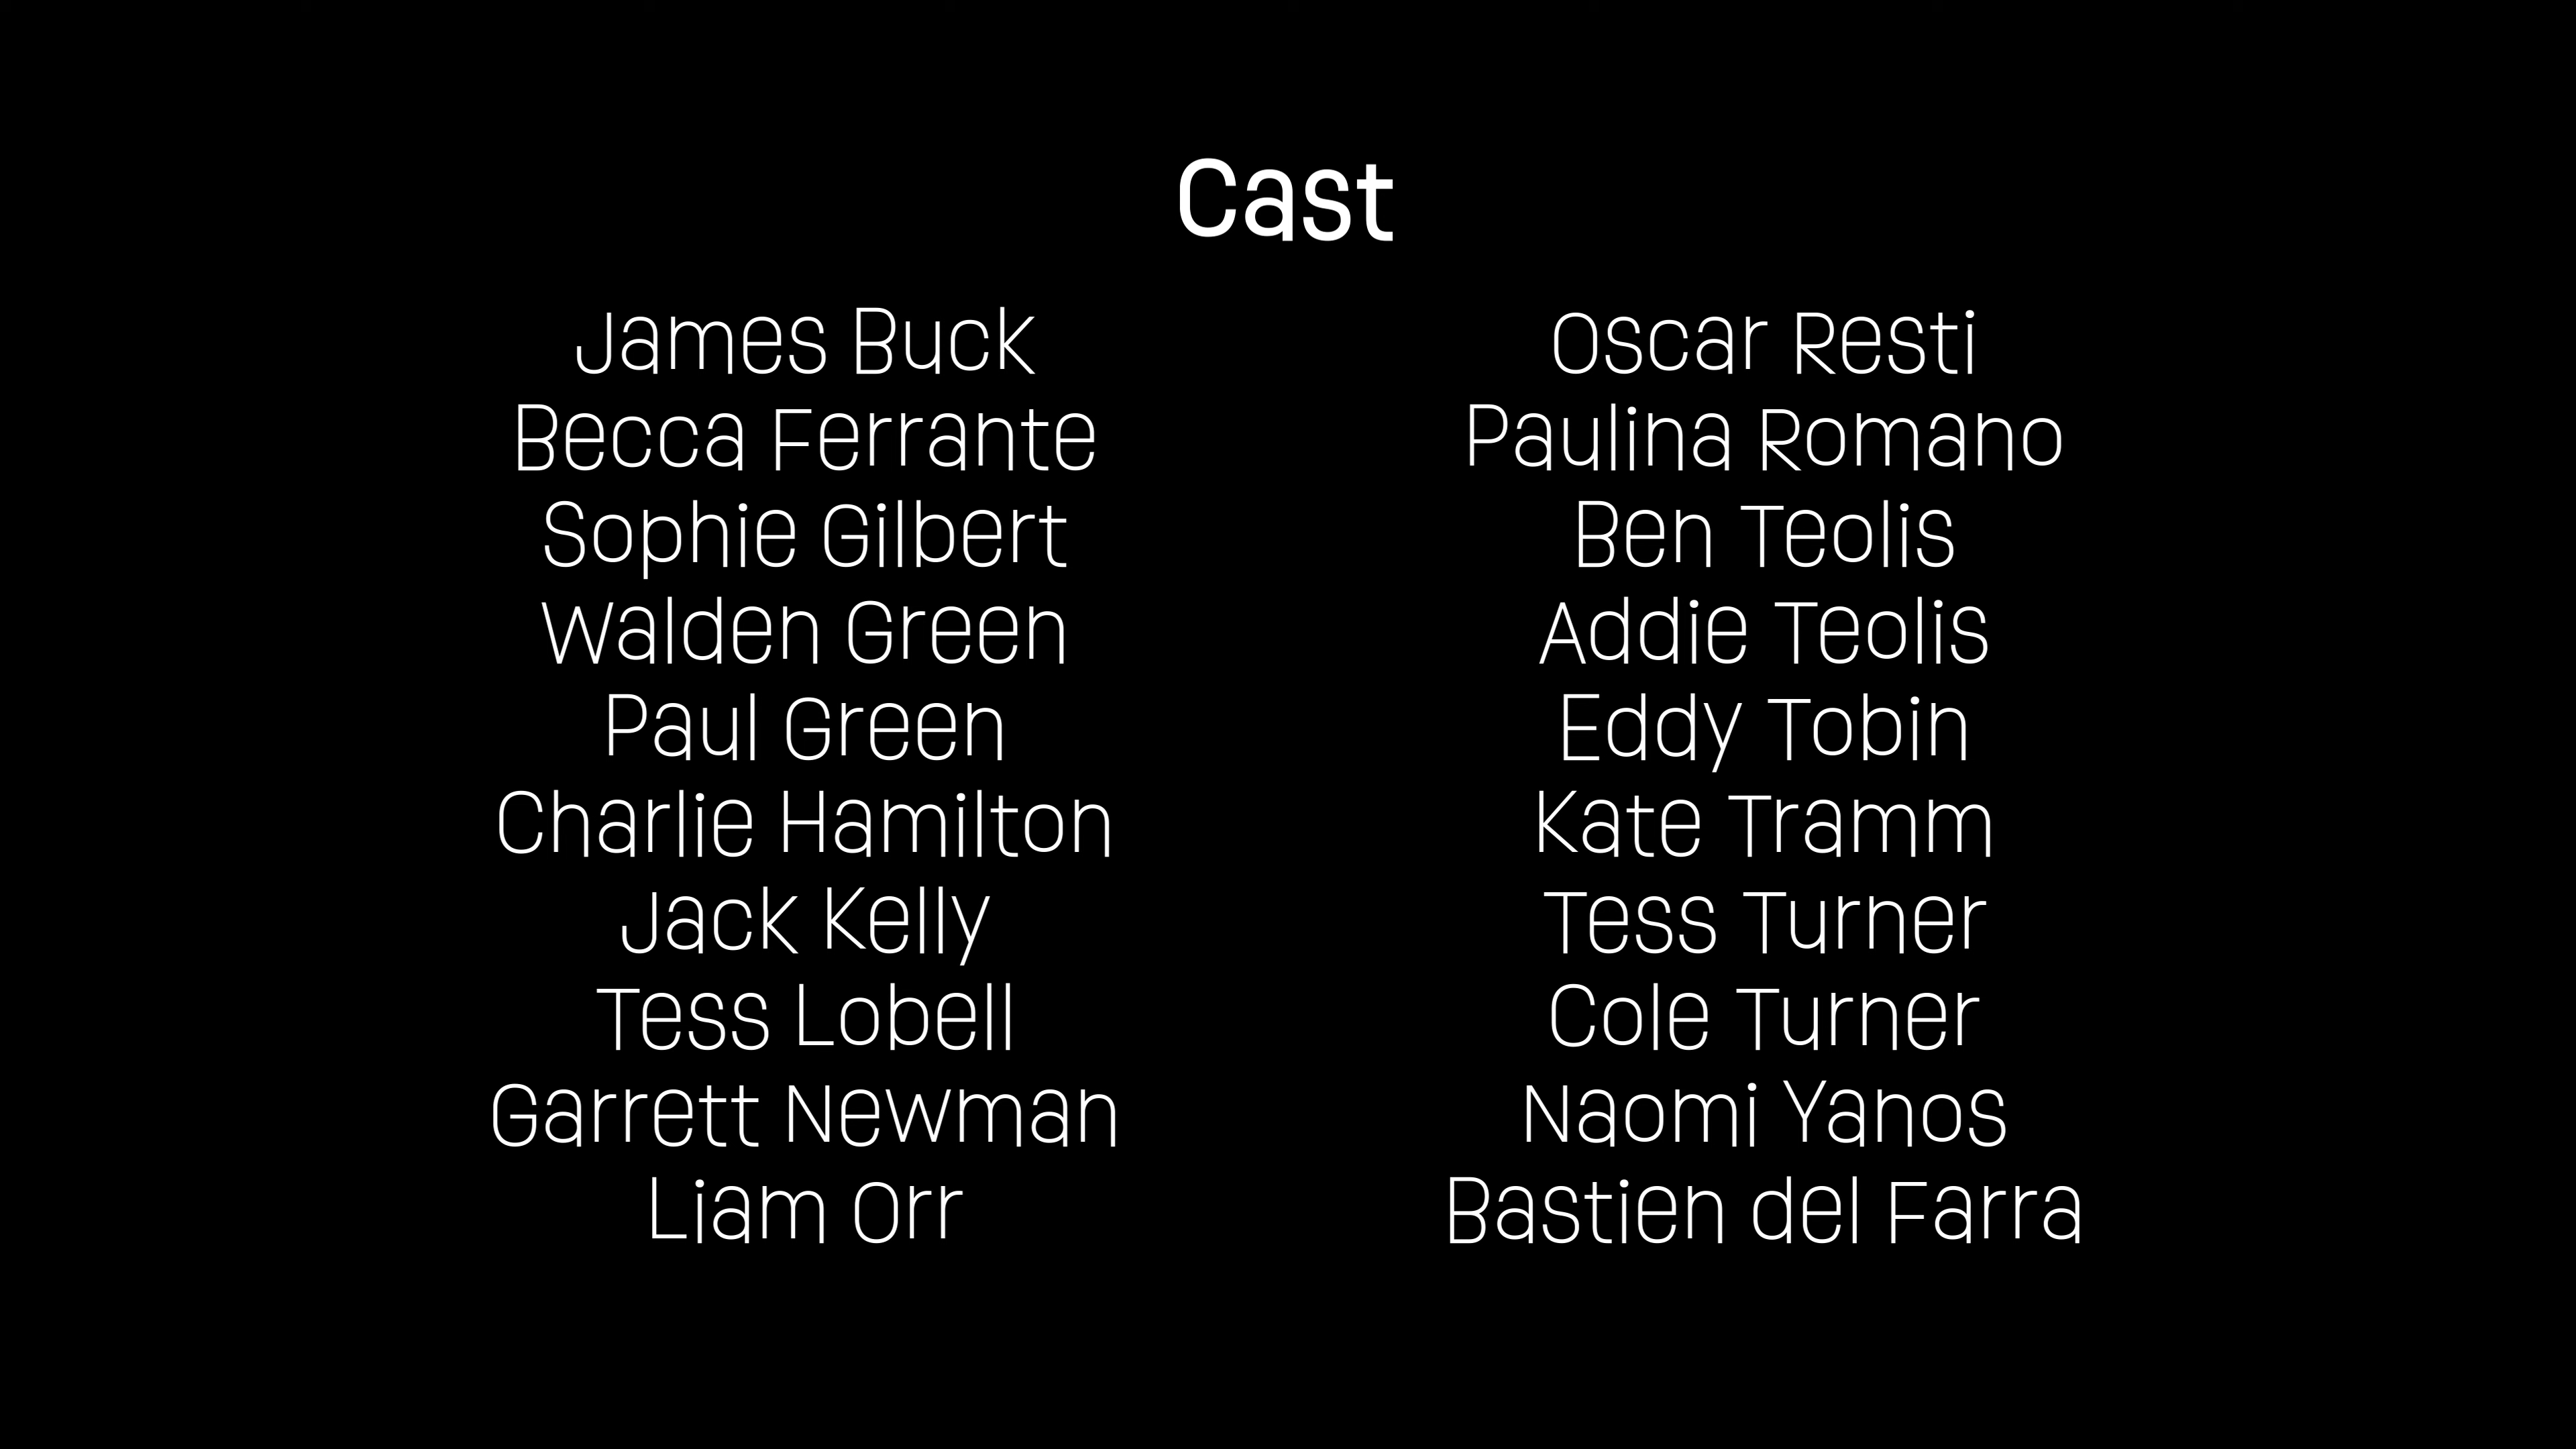 Cast
James Buck
Becca Ferrante
Sophie Gilbert
Walden Green
Paul Green
Charlie Hamilton
Jack Kelly
Tess Lobell
Garrett Newman
Liam Orr
Oscar Resti
Paulina Romano
Ben Teolis
Addie Teolis
Eddy Tobin
Kate Tramm
Tess Turner
Cole Turner
Naomi Yanos
Bastien del Farra